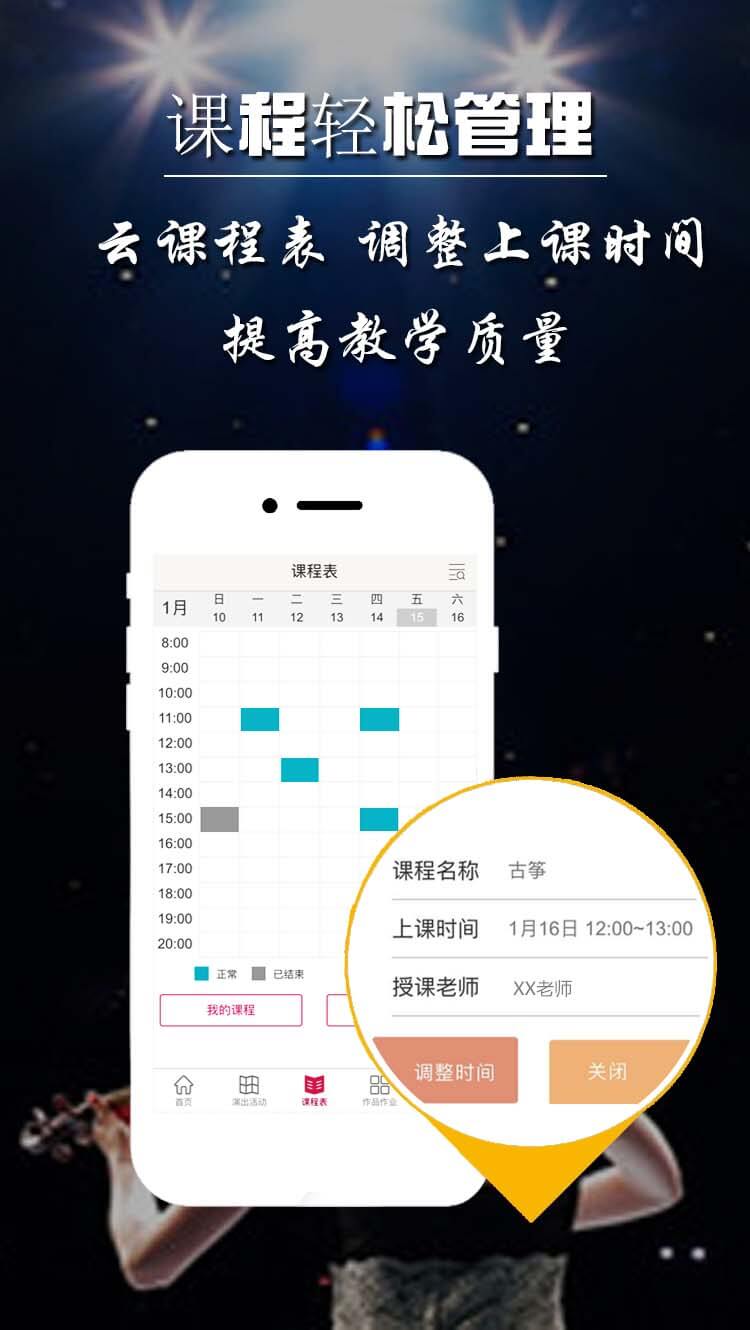 课程轻松管理
云课程表 调整上课时间
提高教学质量
课程表
1月 日 一 二 三 四 五 六
10 11 12 13 14 15 16
8:00
9:00
10:00
11:00
12:00
13:00
14:00
15:00
16:00
17:00
18:00
19:00
20:00
正常 已结束
我的课程
首页 演出活动 课程表 作品作业
课程名称 古筝
上课时间 1月16日 12:00~13:00
授课老师 XX老师
调整时间 关闭